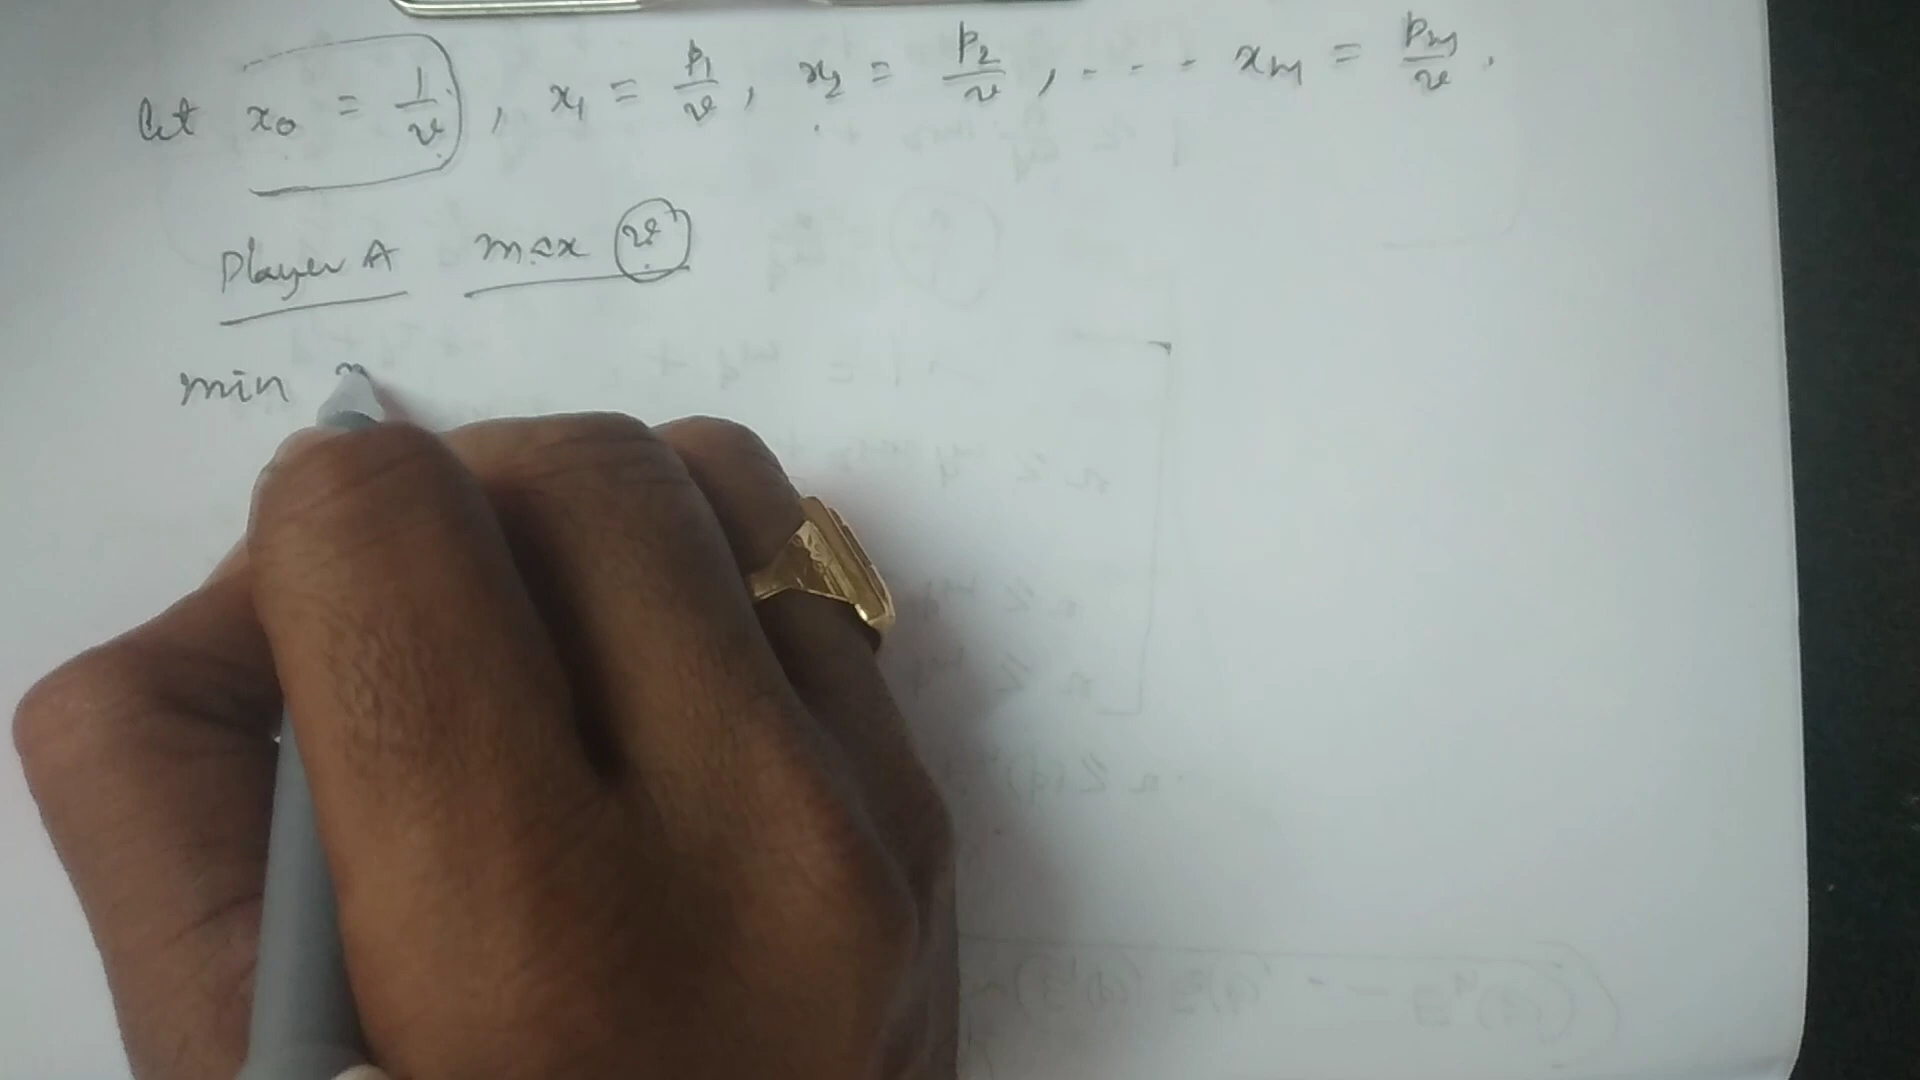 let x₀ = 1/v, x₁ = p₁/v, x₂ = p₂/v, - - - xₘ = pₘ/v.
Player A max v
min